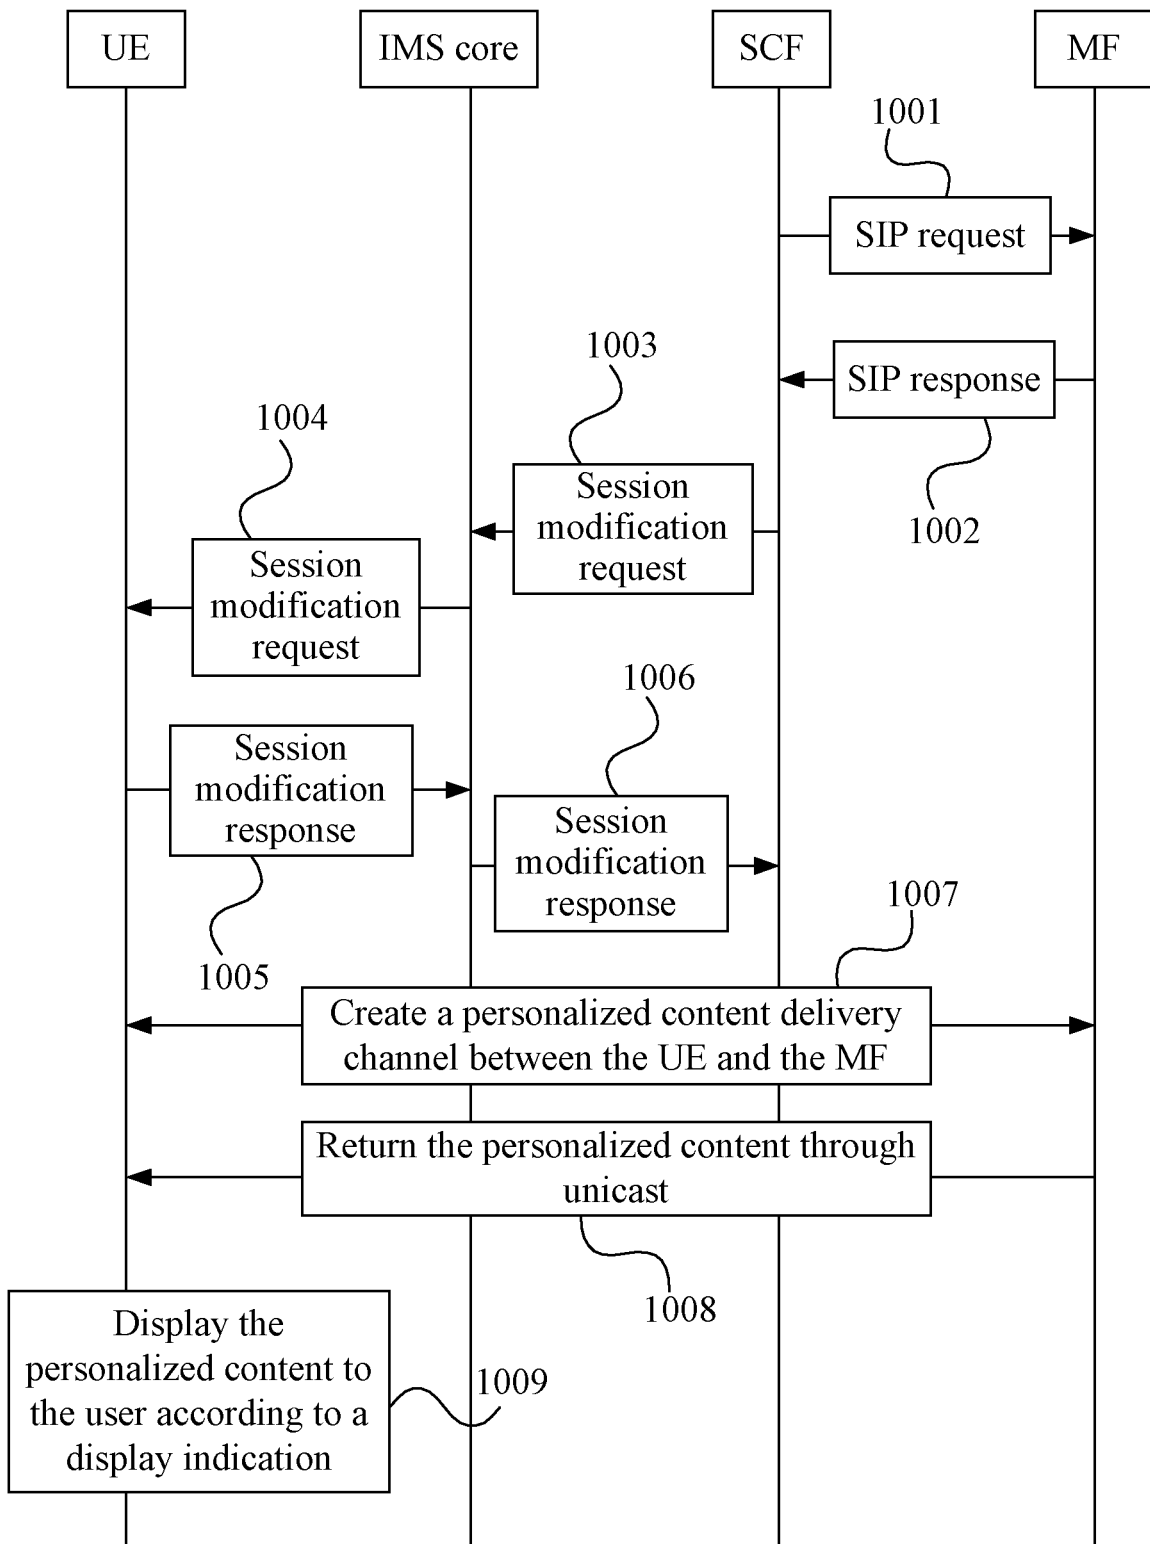 UE
IMS core
SCF
MF
1001
SIP request
1003
SIP response
1004
Session
modification
request
1002
Session
modification
request
1006
Session
modification
response
Session
modification
response
1007
1005
Create a personalized content delivery
channel between the UE and the MF
Return the personalized content through
unicast
1008
Display the
personalized content to
the user according to a
display indication
1009